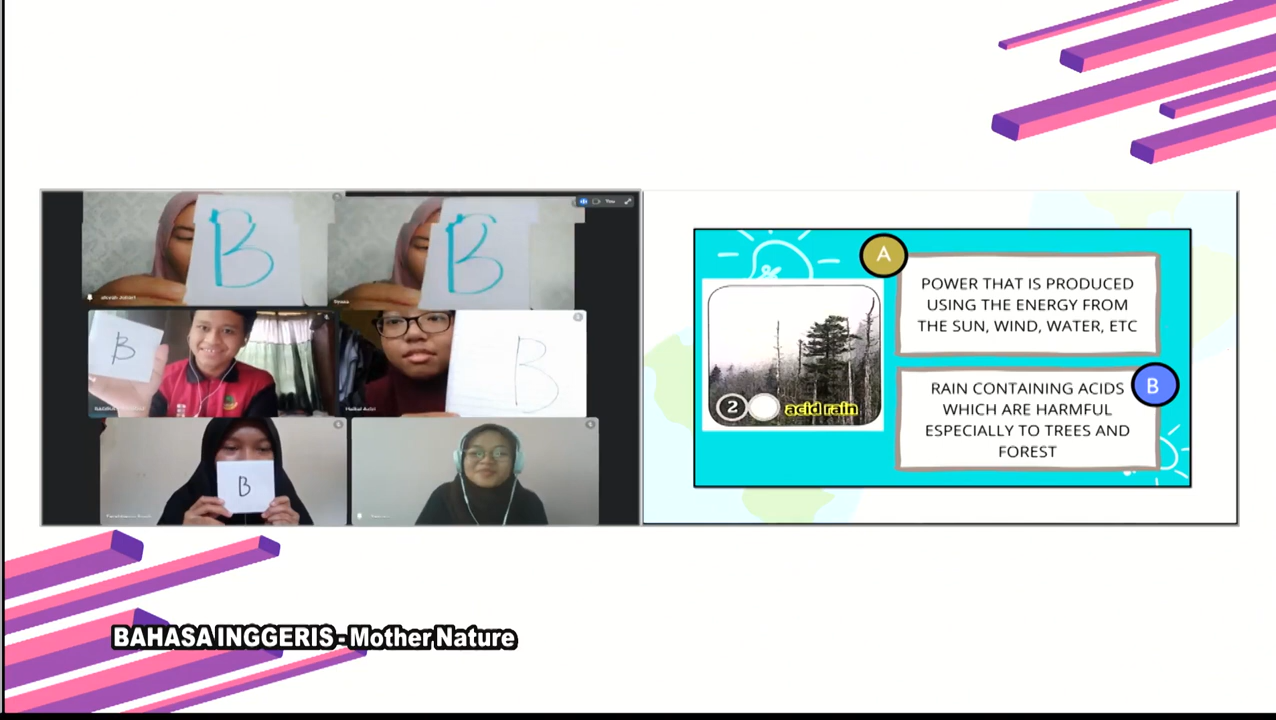 B
B
You
B
B
B
A
POWER THAT IS PRODUCED
USING THE ENERGY FROM
THE SUN, WIND, WATER, ETC
B
RAIN CONTAINING ACIDS
WHICH ARE HARMFUL
ESPECIALLY TO TREES AND
FOREST
2
acid rain
BAHASA INGGERIS - Mother Nature